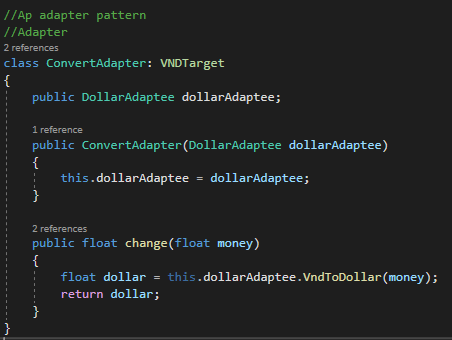 //Ap adapter pattern
//Adapter
2 references
class ConvertAdapter: VNDTarget
{
public DollarAdaptee dollarAdaptee;
1 reference
public ConvertAdapter(DollarAdaptee dollarAdaptee)
{
this.dollarAdaptee = dollarAdaptee;
}
2 references
public float change(float money)
{
float dollar = this.dollarAdaptee.VndToDollar(money);
return dollar;
}
}